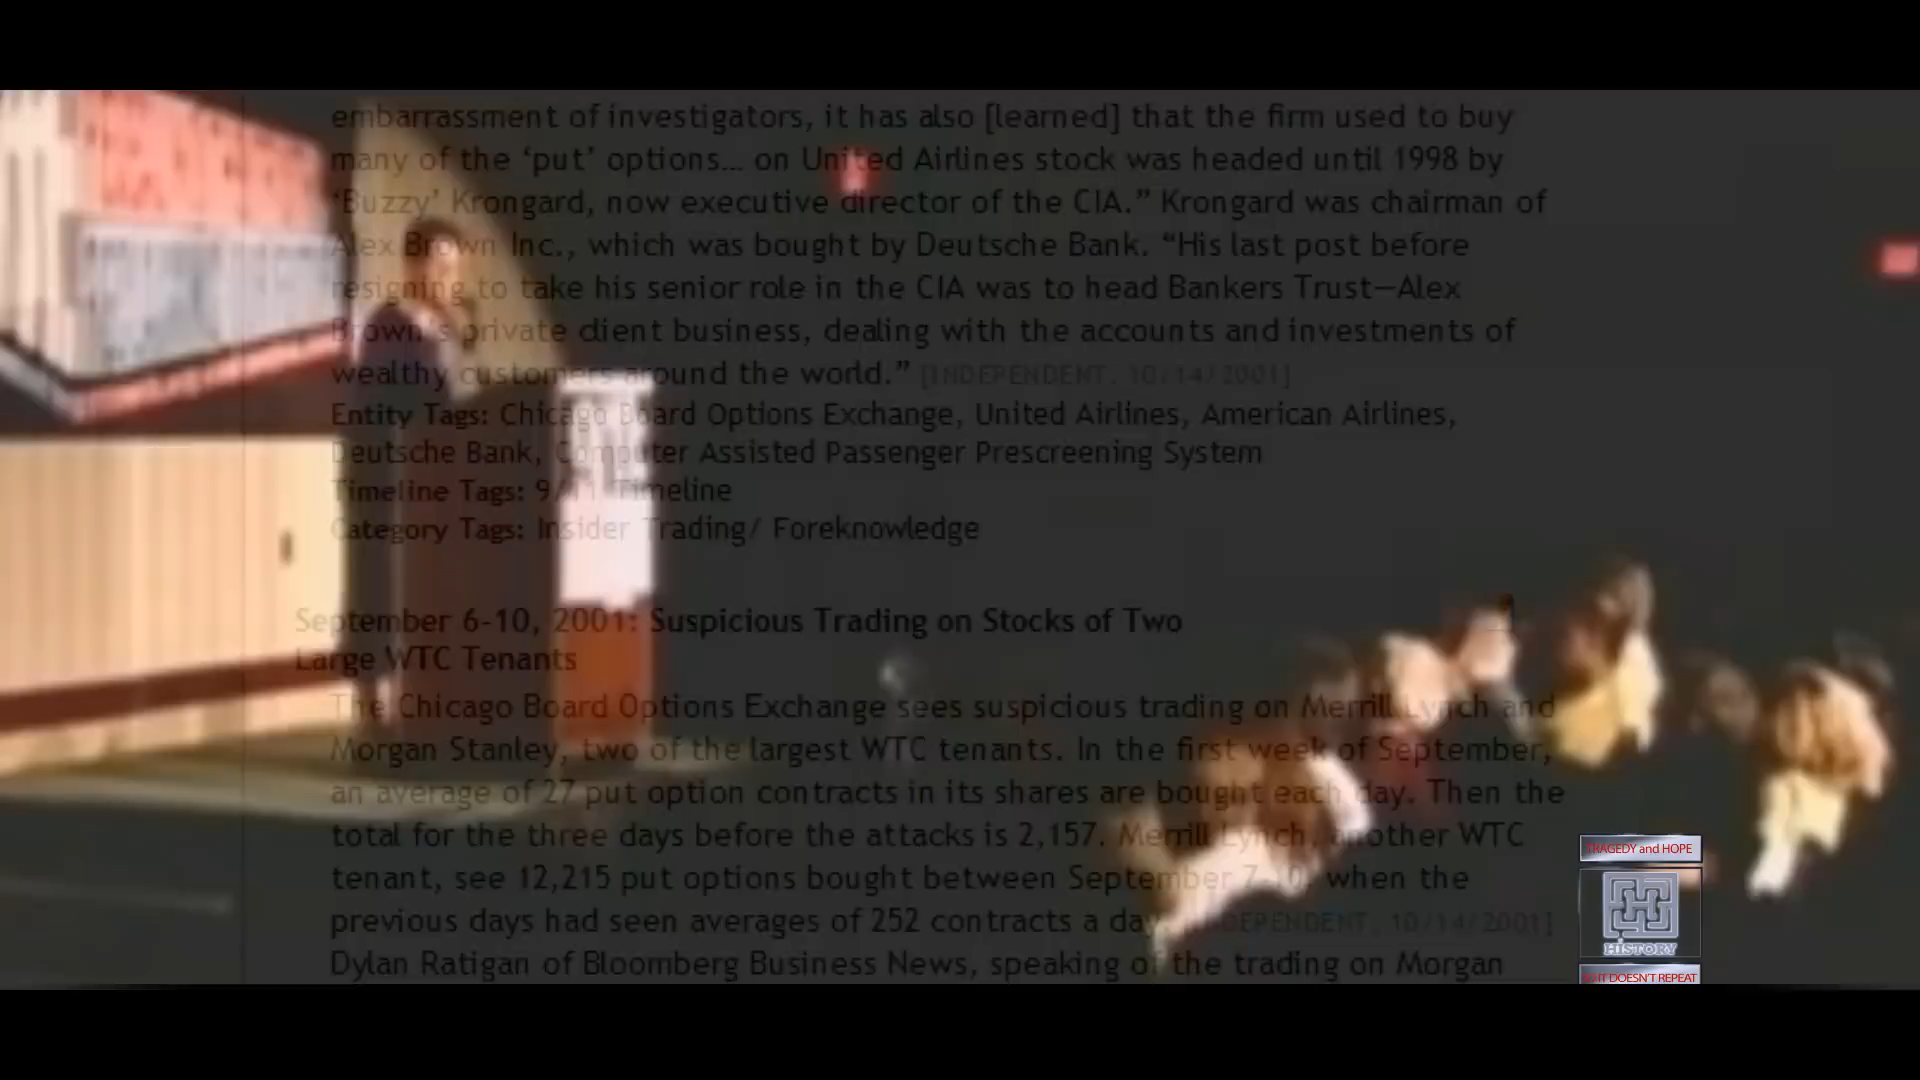 embarrassment of investigators, it has also [learned] that the firm used to buy
many of the ‘put’ options… on United Airlines stock was headed until 1998 by
‘Buzzy’ Krongard, now executive director of the CIA.” Krongard was chairman of
Alex Brown Inc., which was bought by Deutsche Bank. “His last post before
resigning to take his senior role in the CIA was to head Bankers Trust—Alex
Brown’s private client business, dealing with the accounts and investments of
wealthy customers around the world.” [INDEPENDENT, 10/14/2001]
Entity Tags: Chicago Board Options Exchange, United Airlines, American Airlines,
Deutsche Bank, Computer Assisted Passenger Prescreening System
Timeline Tags: 9/11 Timeline
Category Tags: Insider Trading/ Foreknowledge
September 6-10, 2001: Suspicious Trading on Stocks of Two
Large WTC Tenants
The Chicago Board Options Exchange sees suspicious trading on Merrill Lynch and
Morgan Stanley, two of the largest WTC tenants. In the first week of September,
an average of 27 put option contracts in its shares are bought each day. Then the
total for the three days before the attacks is 2,157. Merrill Lynch, another WTC
tenant, see 12,215 put options bought between September 7-10, when the
previous days had seen averages of 252 contracts a day. [INDEPENDENT, 10/14/2001]
Dylan Ratigan of Bloomberg Business News, speaking of the trading on Morgan
TRAGEDY and HOPE
HISTORY
SO IT DOESN'T REPEAT